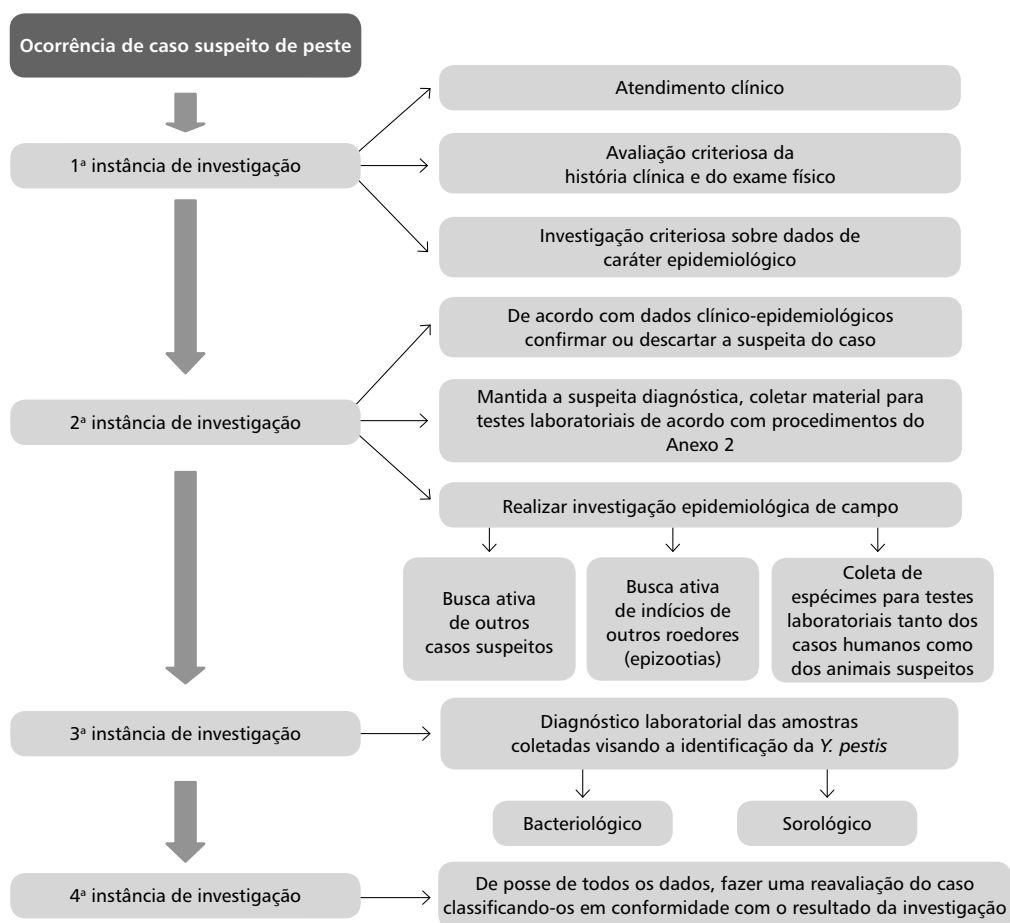 Ocorrência de caso suspeito de peste
1ª instância de investigação
Atendimento clínico
Avaliação criteriosa da
história clínica e do exame físico
Investigação criteriosa sobre dados de
caráter epidemiológico
2ª instância de investigação
De acordo com dados clínico-epidemiológicos
confirmar ou descartar a suspeita do caso
Mantida a suspeita diagnóstica, coletar material para
testes laboratoriais de acordo com procedimentos do
Anexo 2
Realizar investigação epidemiológica de campo
Busca ativa
de outros
casos suspeitos
Busca ativa
de indícios de
outros roedores
(epizootias)
Coleta de
espécimes para testes
laboratoriais tanto dos
casos humanos como
dos animais suspeitos
3ª instância de investigação
Diagnóstico laboratorial das amostras
coletadas visando a identificação da Y. pestis
Bacteriológico
Sorológico
4ª instância de investigação
De posse de todos os dados, fazer uma reavaliação do caso
classificando-os em conformidade com o resultado da investigação